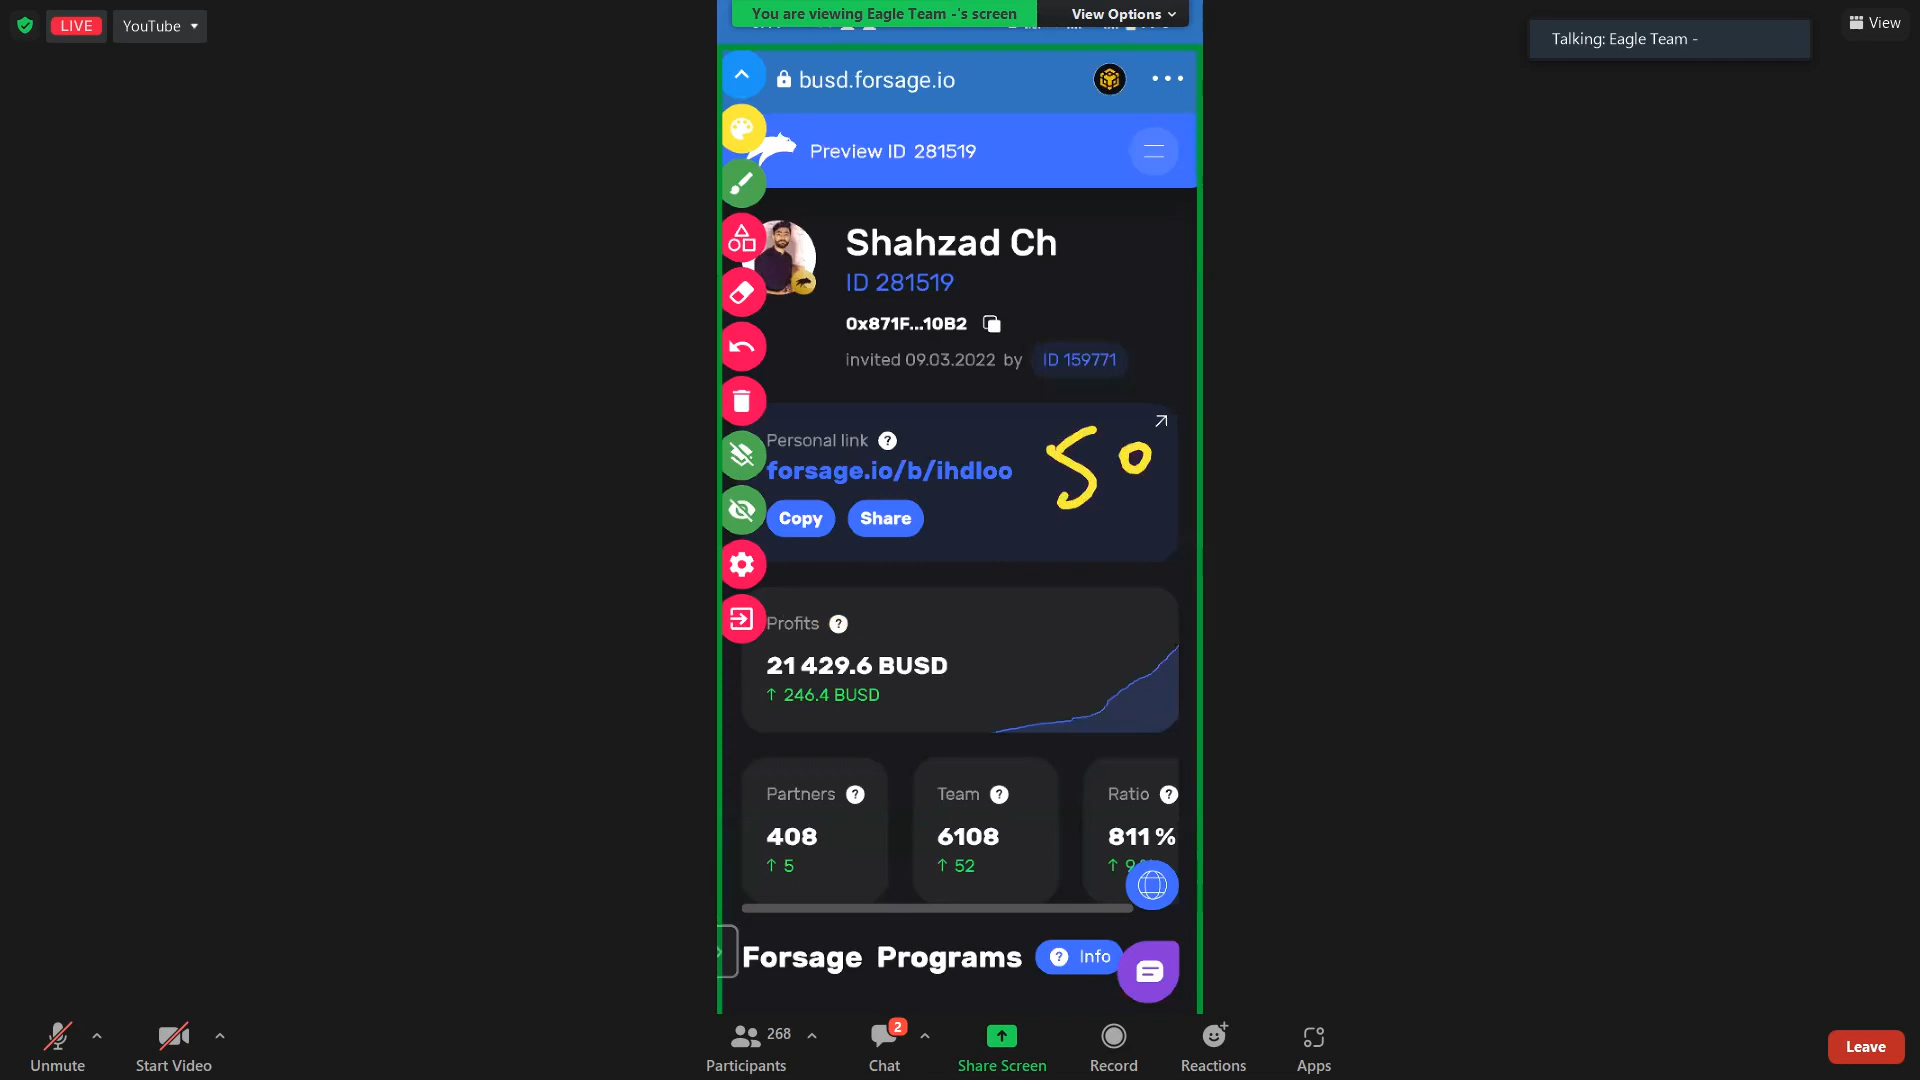 You are viewing Eagle Team -'s screen
View Options
LIVE
YouTube
Talking: Eagle Team -
View
busd.forsage.io
Preview ID 281519
Shahzad Ch
ID 281519
0x871F...10B2
invited 09.03.2022 by ID 159771
Personal link ?
forsage.io/b/ihdloo
50
Copy Share
Profits ?
21 429.6 BUSD
↑ 246.4 BUSD
Partners ? Team ? Ratio ?
408 6108 811 %
↑ 5 ↑ 52 ↑ 9
Forsage Programs ? Info
268 2
Unmute Start Video Participants Chat Share Screen Record Reactions Apps
Leave